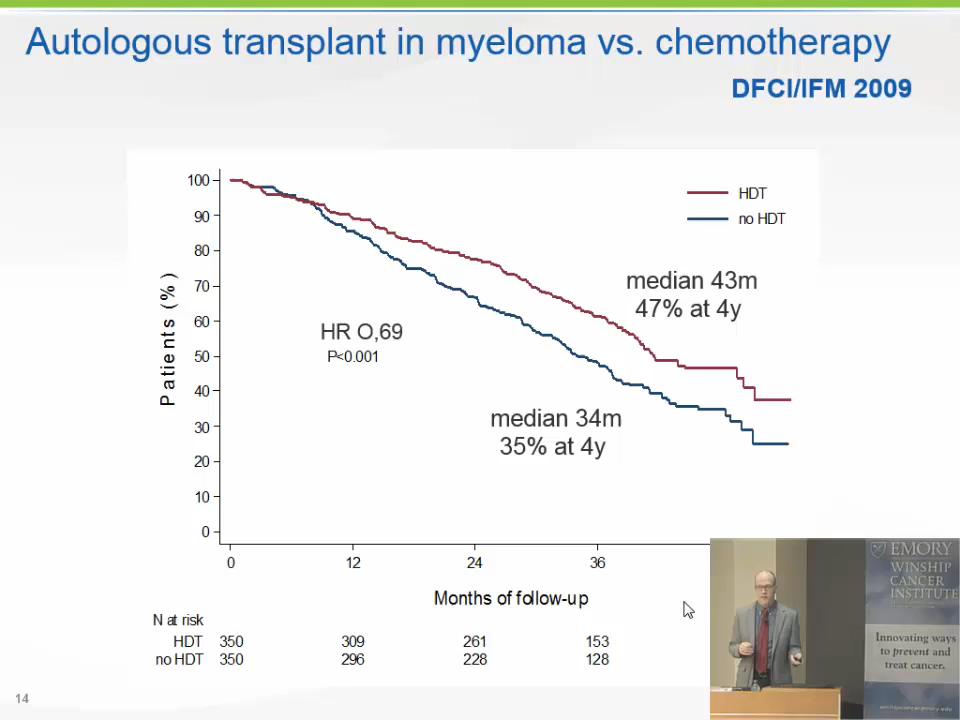 Autologous transplant in myeloma vs. chemotherapy
DFCI/IFM 2009
100
90
80
70
60
50
40
30
20
10
0
Patients (%)
HDT
no HDT
median 43m
47% at 4y
HR O,69
P<0.001
median 34m
35% at 4y
0 12 24 36
Months of follow-up
N at risk
HDT 350 309 261 153
no HDT 350 296 228 128
14
EMORY
WINSHIP
CANCER
INSTITUTE
Innovating ways
to prevent and
treat cancer.